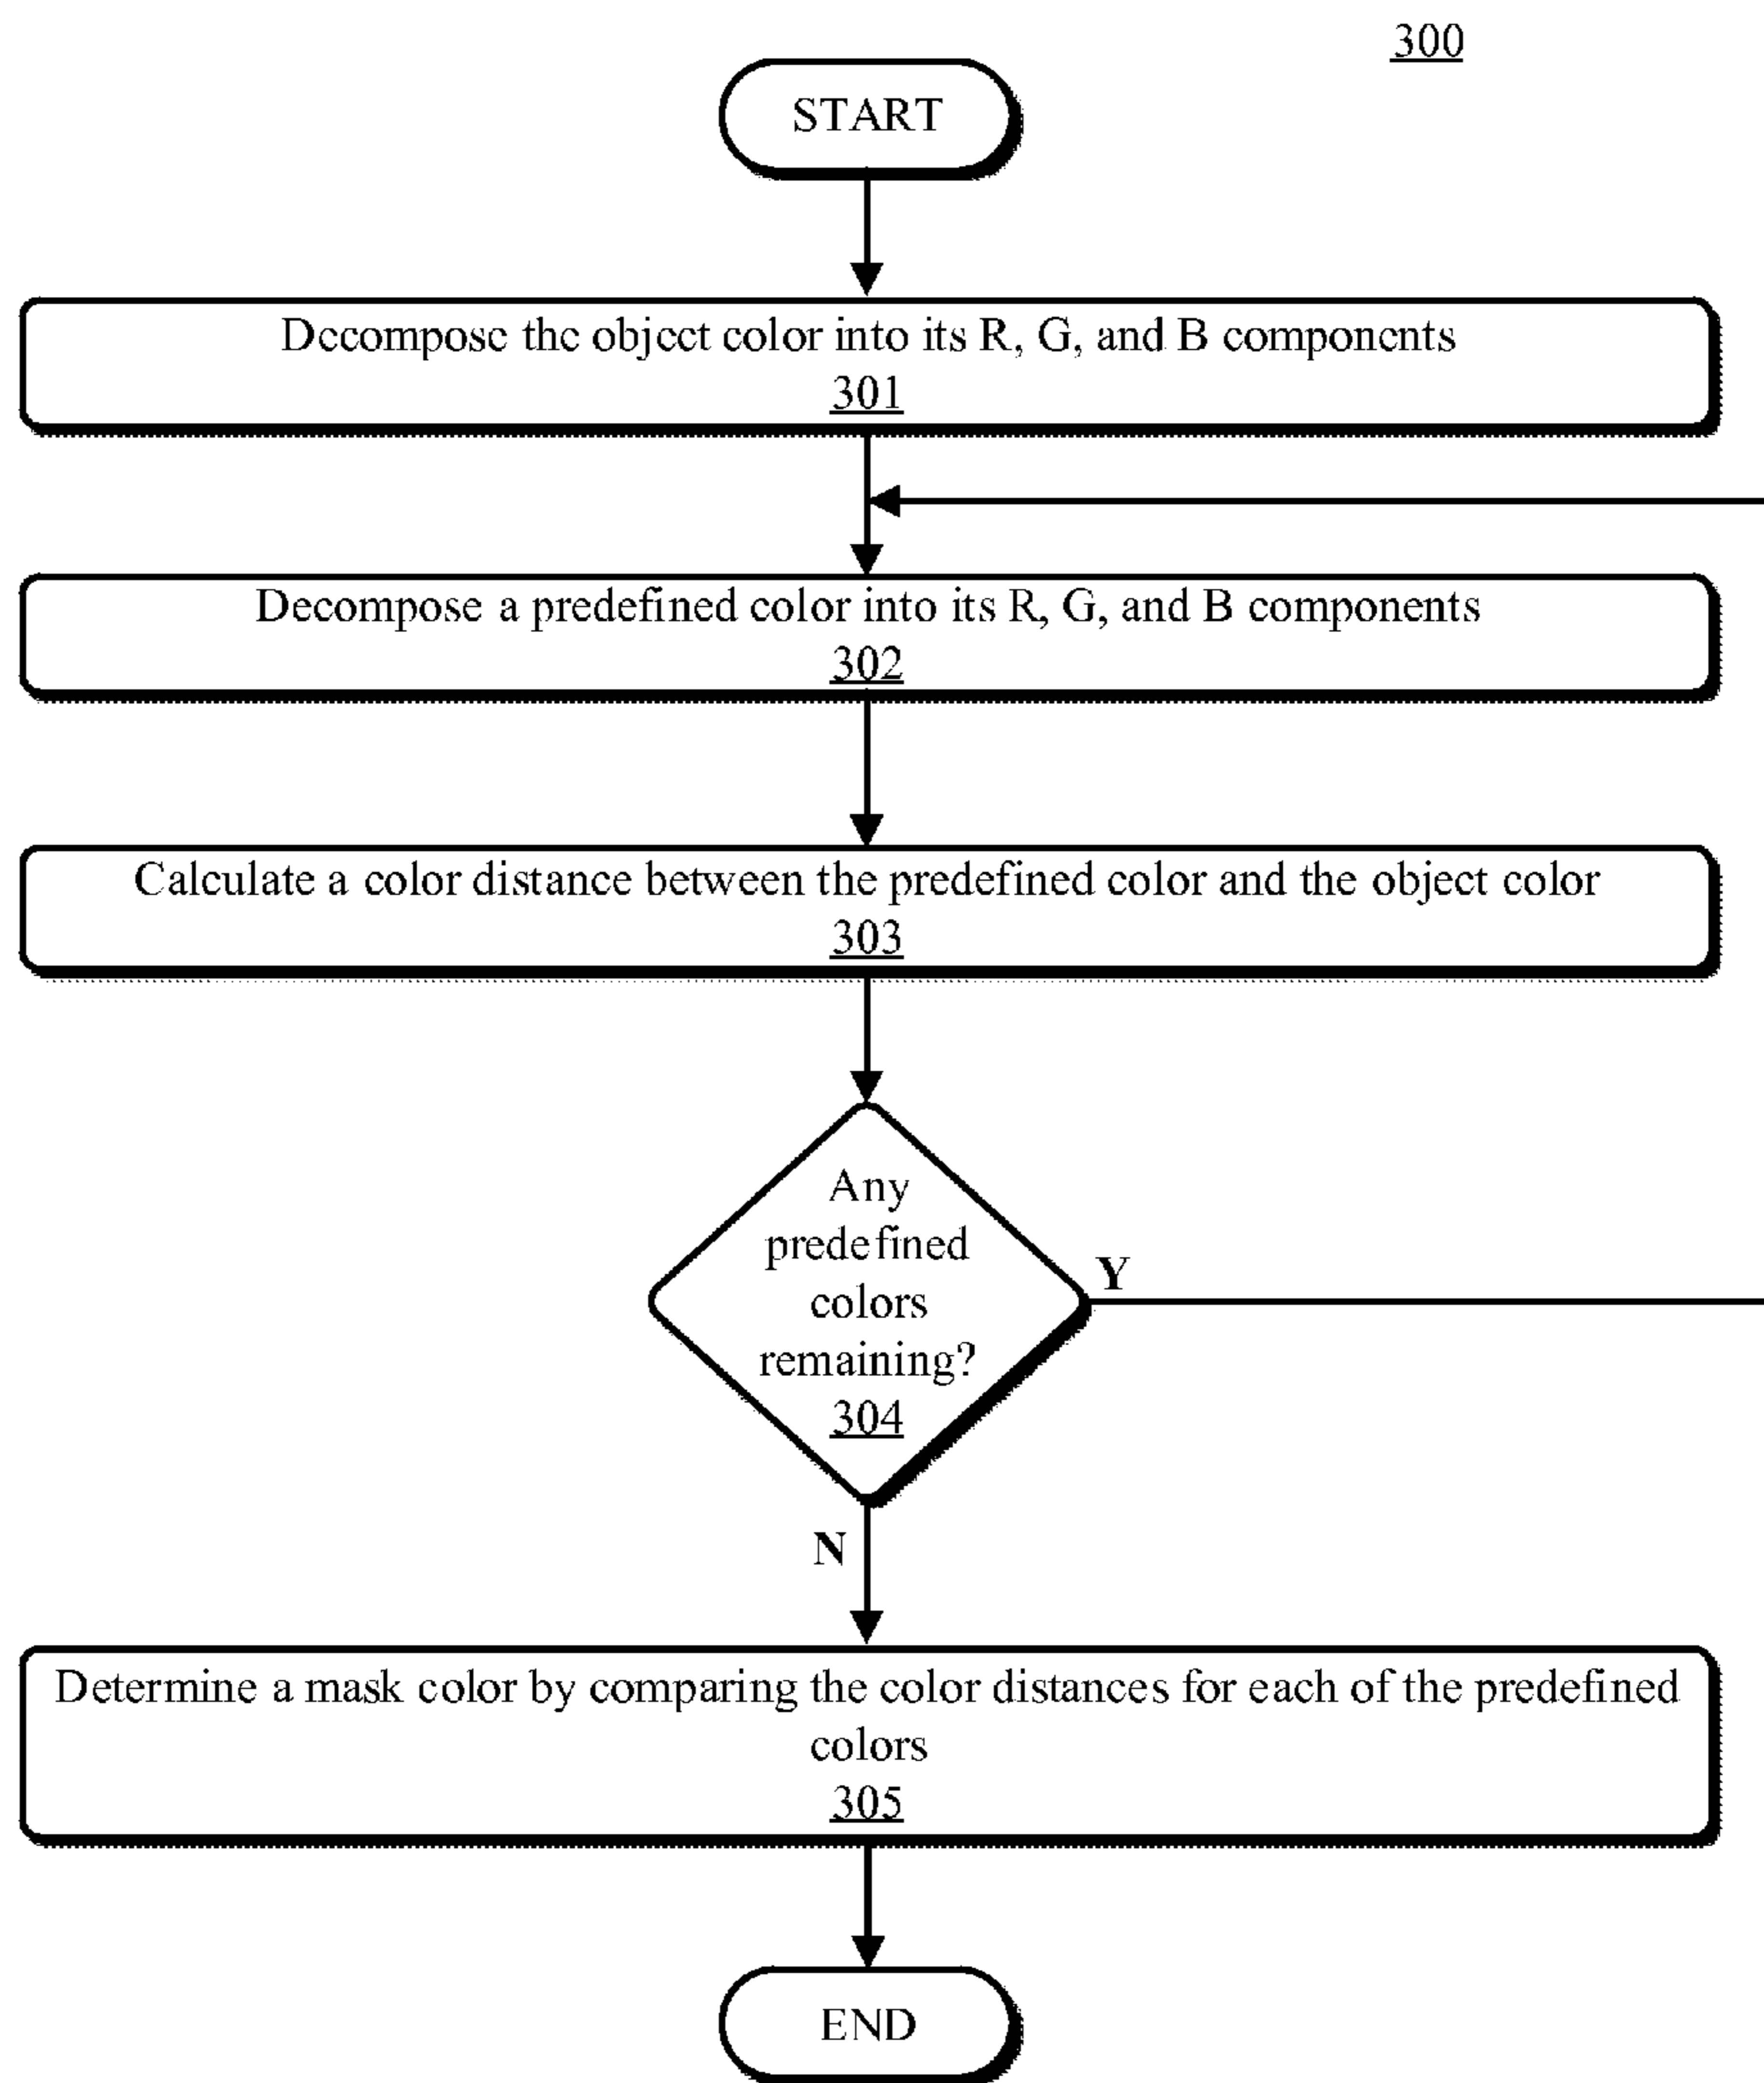 300
START
Decompose the object color into its R, G, and B components
301
Decompose a predefined color into its R, G, and B components
302
Calculate a color distance between the predefined color and the object color
303
Any
predefined
colors
remaining?
304
Y
N
Determine a mask color by comparing the color distances for each of the predefined
colors
305
END